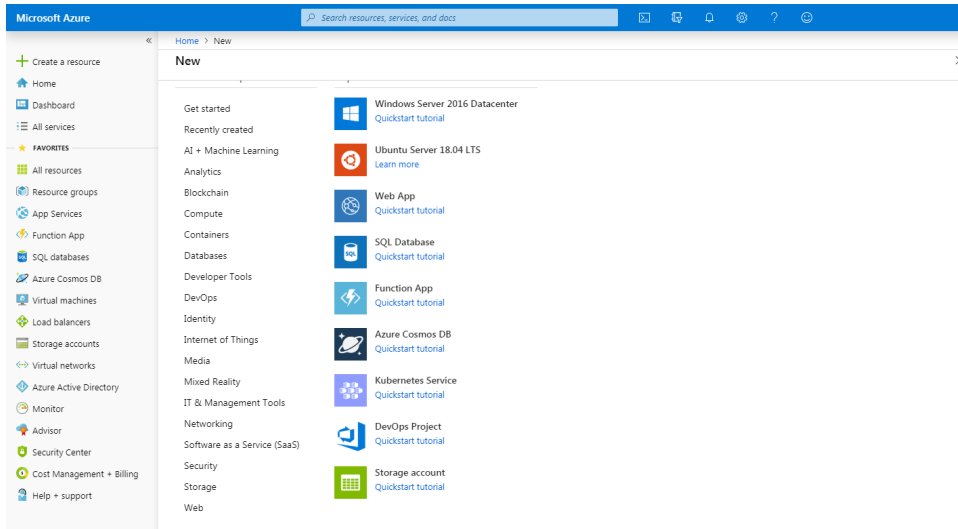 Microsoft Azure
Search resources, services, and docs
Home > New
New
Create a resource
Home
Dashboard
All services
FAVORITES
All resources
Resource groups
App Services
Function App
SQL databases
Azure Cosmos DB
Virtual machines
Load balancers
Storage accounts
Virtual networks
Azure Active Directory
Monitor
Advisor
Security Center
Cost Management + Billing
Help + support
Get started
Recently created
AI + Machine Learning
Analytics
Blockchain
Compute
Containers
Databases
Developer Tools
DevOps
Identity
Internet of Things
Media
Mixed Reality
IT & Management Tools
Networking
Software as a Service (SaaS)
Security
Storage
Web
Windows Server 2016 Datacenter
Quickstart tutorial
Ubuntu Server 18.04 LTS
Learn more
Web App
Quickstart tutorial
SQL
SQL Database
Quickstart tutorial
Function App
Quickstart tutorial
Azure Cosmos DB
Quickstart tutorial
Kubernetes Service
Quickstart tutorial
DevOps Project
Quickstart tutorial
Storage account
Quickstart tutorial